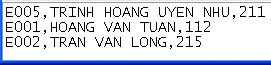 E005,TRINH HOANG UYEN NHU,211
E001,HOANG VAN TUAN,112
E002,TRAN VAN LONG,215